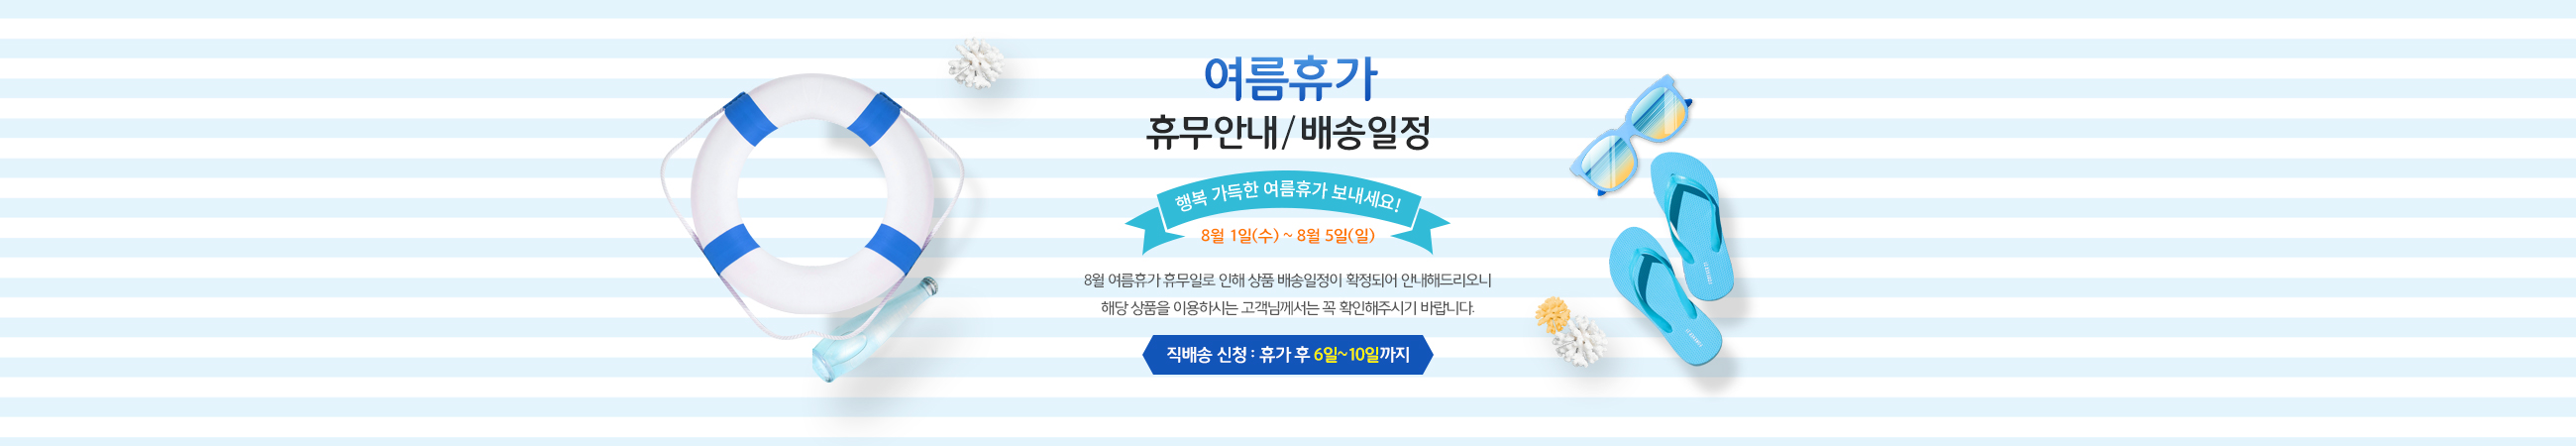 여름휴가
휴무안내/배송일정
행복 가득한 여름휴가 보내세요!
8월 1일(수) ~ 8월 5일(일)
8월 여름휴가 휴무일로 인해 상품 배송일정이 확정되어 안내해드리오니
해당 상품을 이용하시는 고객님께서는 꼭 확인해주시기 바랍니다.
직배송 신청 : 휴가 후 6일~10일까지